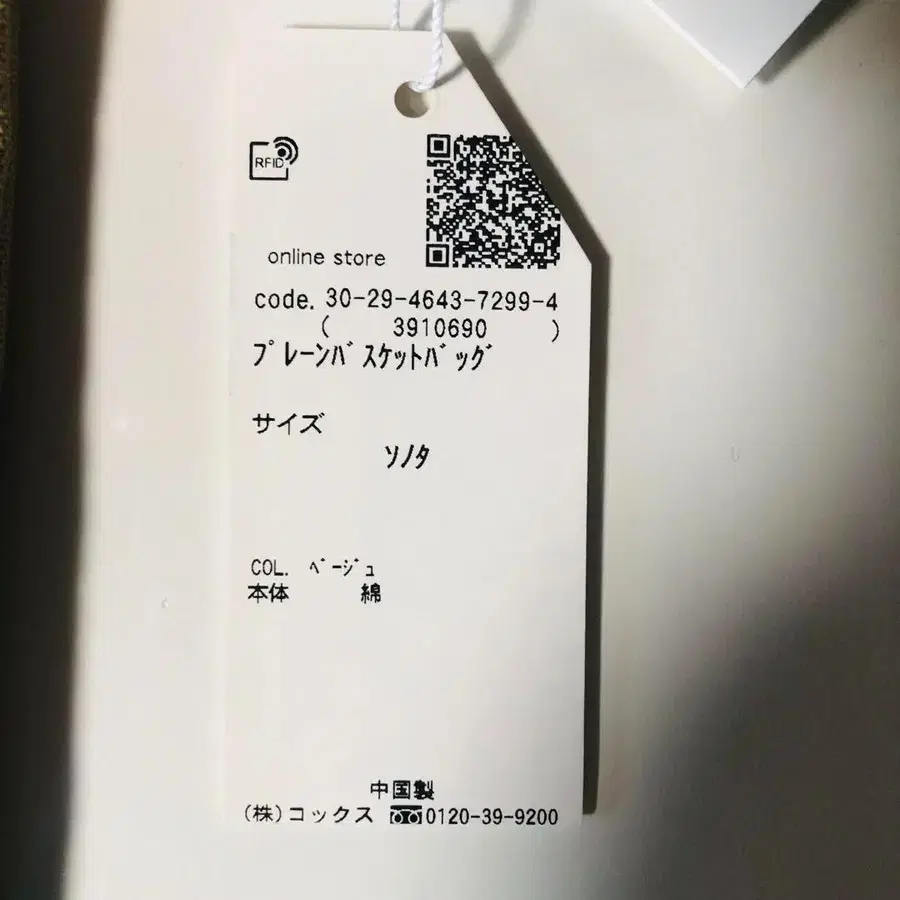 RFID
online store
code. 30-29-4643-7299-4
( 3910690 )
プレーンバスケットバッグ
サイズ
ソノタ
COL. ベージュ
本体 綿
中国製
(株)コックス 0120-39-9200